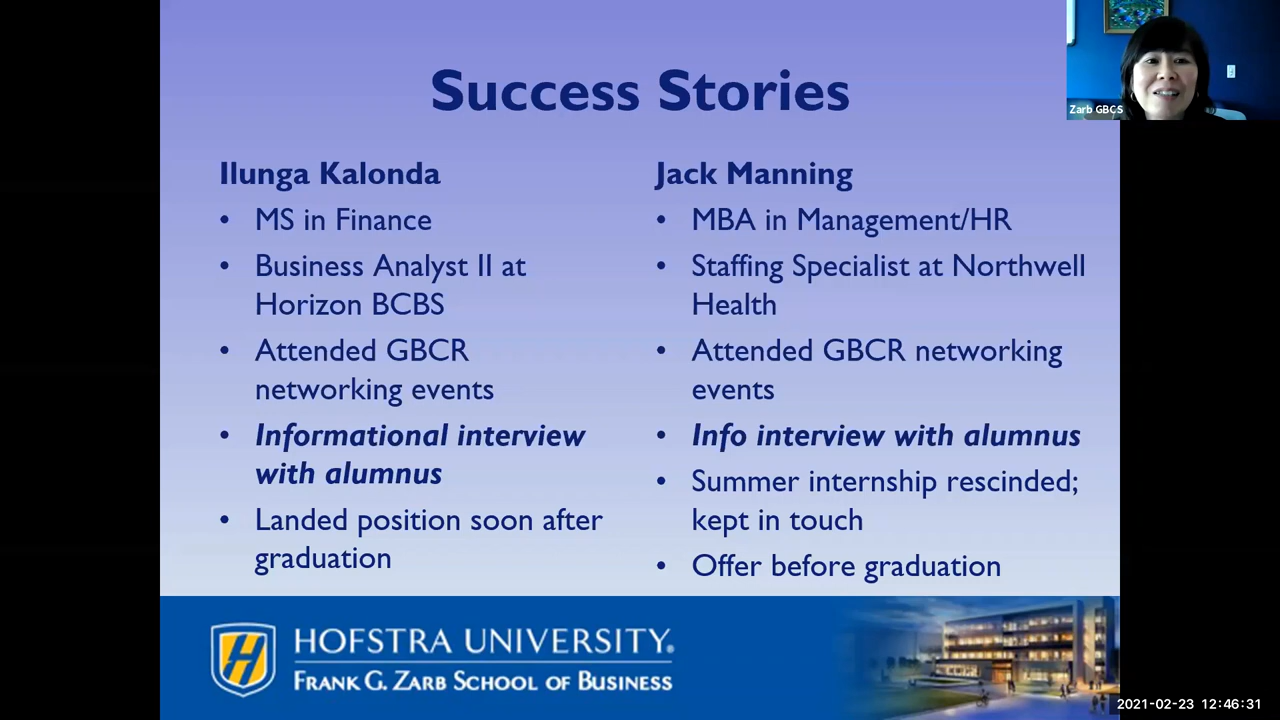 Success Stories
Zarb GBCS
Ilunga Kalonda
• MS in Finance
• Business Analyst II at
Horizon BCBS
• Attended GBCR
networking events
• Informational interview
with alumnus
• Landed position soon after
graduation
Jack Manning
• MBA in Management/HR
• Staffing Specialist at Northwell
Health
• Attended GBCR networking
events
• Info interview with alumnus
• Summer internship rescinded;
kept in touch
• Offer before graduation
H
HOFSTRA UNIVERSITY®
FRANK G. ZARB SCHOOL OF BUSINESS
2021-02-23 12:46:31